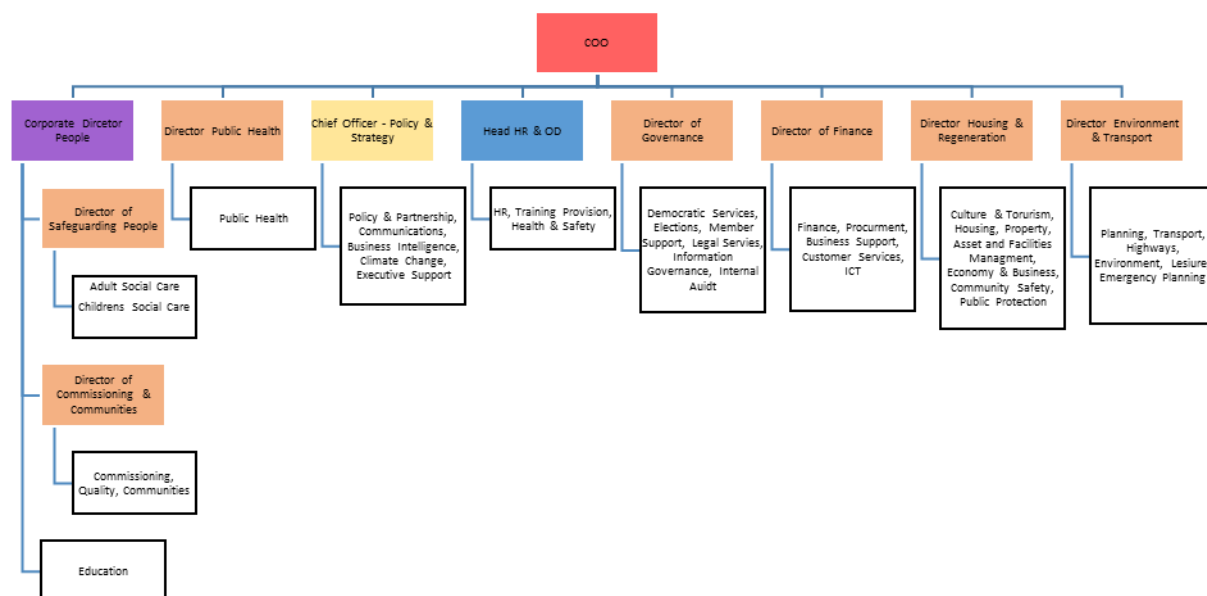 COO
Corporate Dircetor
People
Director Public Health
Chief Officer - Policy &
Strategy
Head HR & OD
Director of
Governance
Director of Finance
Director Housing &
Regeneration
Director Environment
& Transport
Director of
Safeguarding People
Adult Social Care
Childrens Social Care
Director of
Commissioning &
Communities
Commissioning,
Quality, Communities
Education
Public Health
Policy & Partnership,
Communications,
Business Intelligence,
Climate Change,
Executive Support
HR, Training Provision,
Health & Safety
Democratic Services,
Elections, Member
Support, Legal Servies,
Information
Governance, Internal
Auidt
Finance, Procurment,
Business Support,
Customer Services,
ICT
Culture & Torurism,
Housing, Property,
Asset and Facilities
Managment,
Economy & Business,
Community Safety,
Public Protection
Planning, Transport,
Highways,
Environment, Lesiure,
Emergency Planning